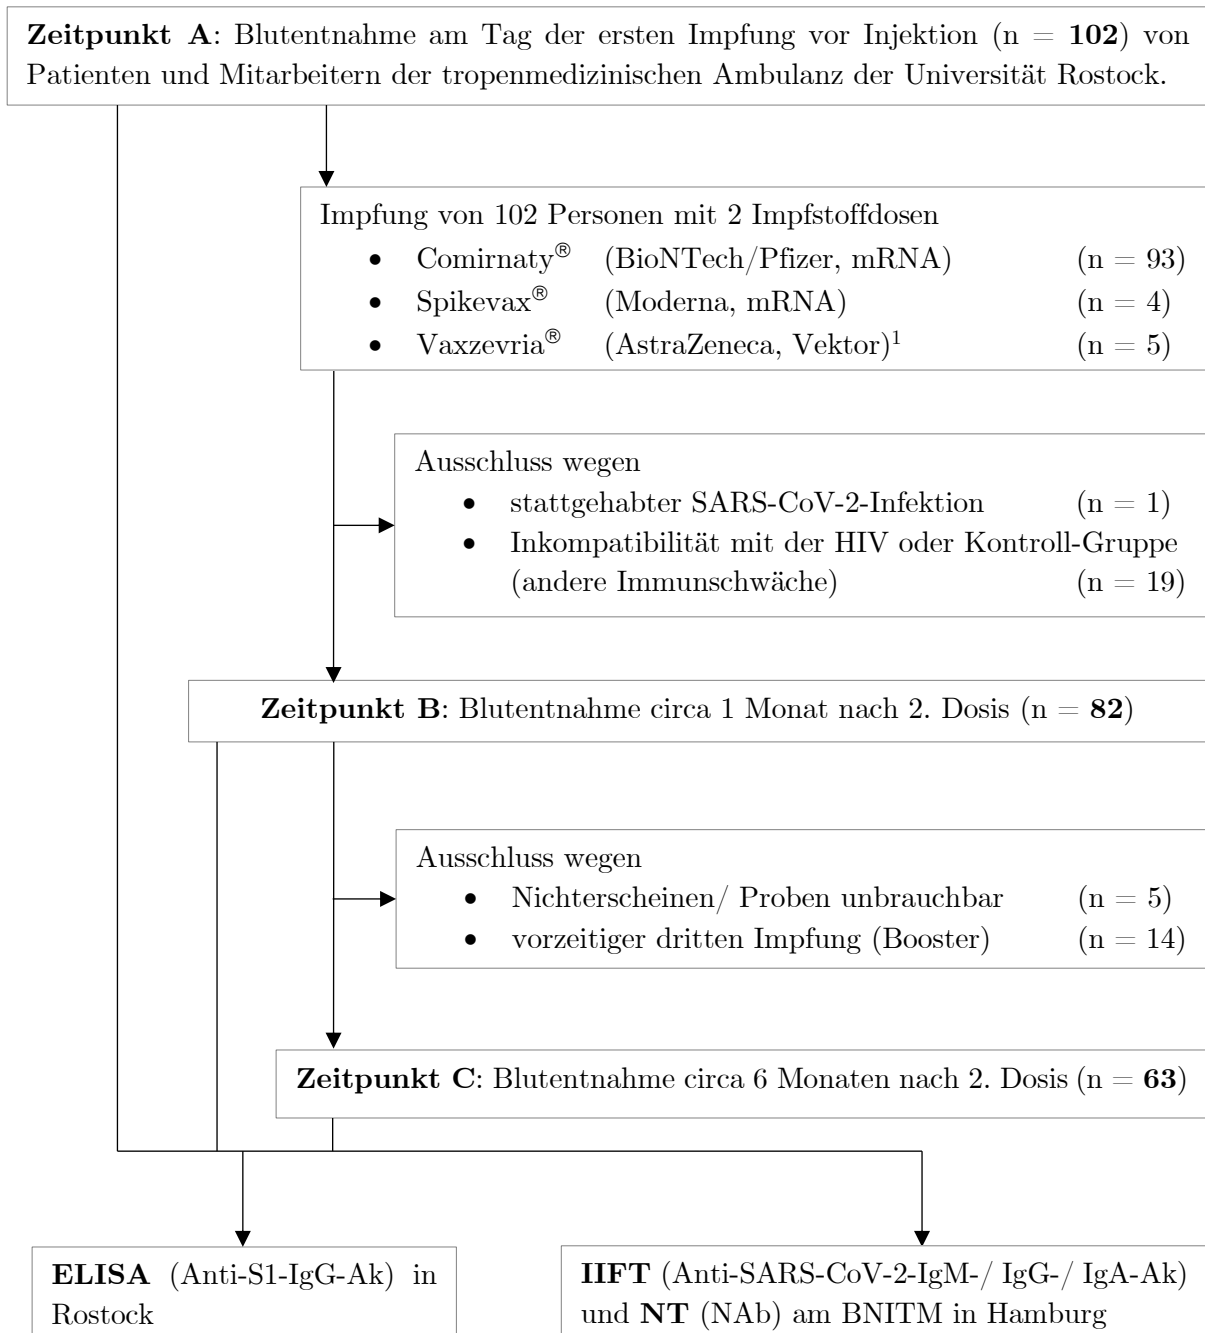 Zeitpunkt A: Blutentnahme am Tag der ersten Impfung vor Injektion (n = 102) von
Patienten und Mitarbeitern der tropenmedizinischen Ambulanz der Universität Rostock.
Impfung von 102 Personen mit 2 Impfstoffdosen
• Comirnaty® (BioNTech/Pfizer, mRNA) (n = 93)
• Spikevax® (Moderna, mRNA) (n = 4)
• Vaxzevria® (AstraZeneca, Vektor)¹ (n = 5)
Ausschluss wegen
• stattgehabter SARS-CoV-2-Infektion (n = 1)
• Inkompatibilität mit der HIV oder Kontroll-Gruppe
(andere Immunschwäche) (n = 19)
Zeitpunkt B: Blutentnahme circa 1 Monat nach 2. Dosis (n = 82)
Ausschluss wegen
• Nichterscheinen/ Proben unbrauchbar (n = 5)
• vorzeitiger dritten Impfung (Booster) (n = 14)
Zeitpunkt C: Blutentnahme circa 6 Monaten nach 2. Dosis (n = 63)
ELISA (Anti-S1-IgG-Ak) in
Rostock
IIFT (Anti-SARS-CoV-2-IgM-/ IgG-/ IgA-Ak)
und NT (NAb) am BNITM in Hamburg